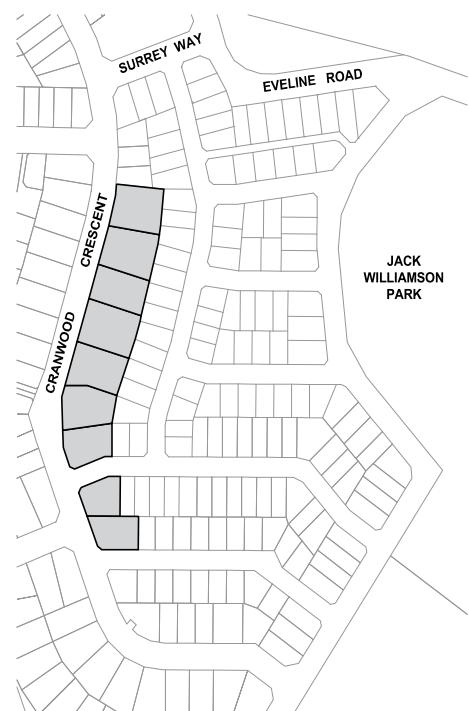 SURREY WAY
EVELINE ROAD
CRANWOOD CRESCENT
JACK
WILLIAMSON
PARK